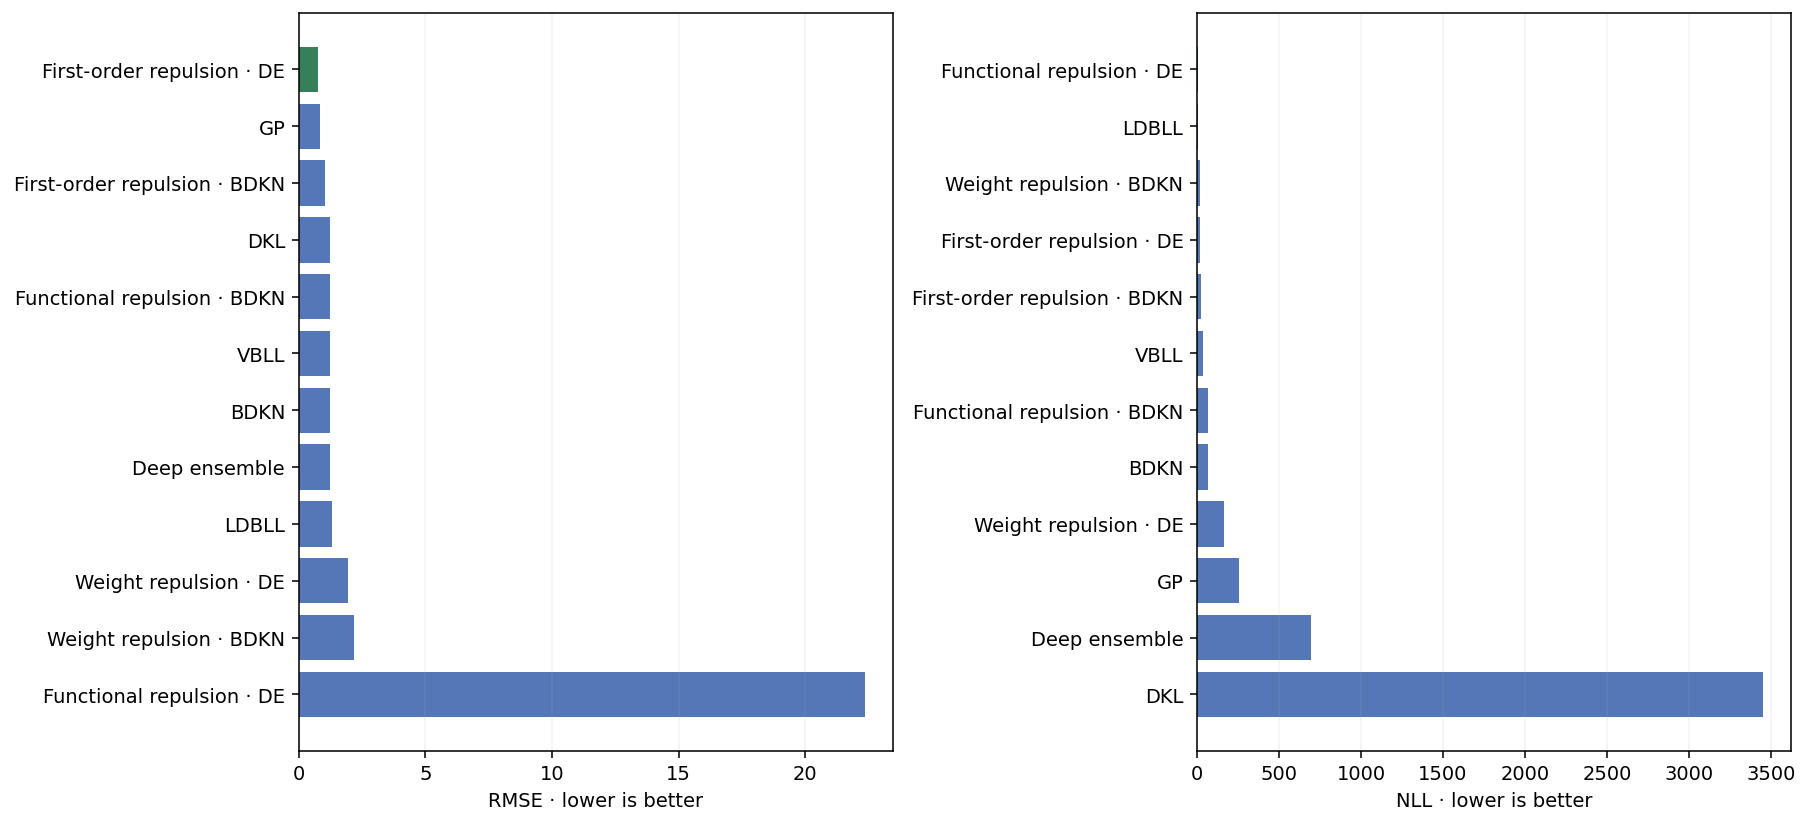 First-order repulsion · DE
GP
First-order repulsion · BDKN
DKL
Functional repulsion · BDKN
VBLL
BDKN
Deep ensemble
LDBLL
Weight repulsion · DE
Weight repulsion · BDKN
Functional repulsion · DE
0 5 10 15 20
RMSE · lower is better
Functional repulsion · DE
LDBLL
Weight repulsion · BDKN
First-order repulsion · DE
First-order repulsion · BDKN
VBLL
Functional repulsion · BDKN
BDKN
Weight repulsion · DE
GP
Deep ensemble
DKL
0 500 1000 1500 2000 2500 3000 3500
NLL · lower is better